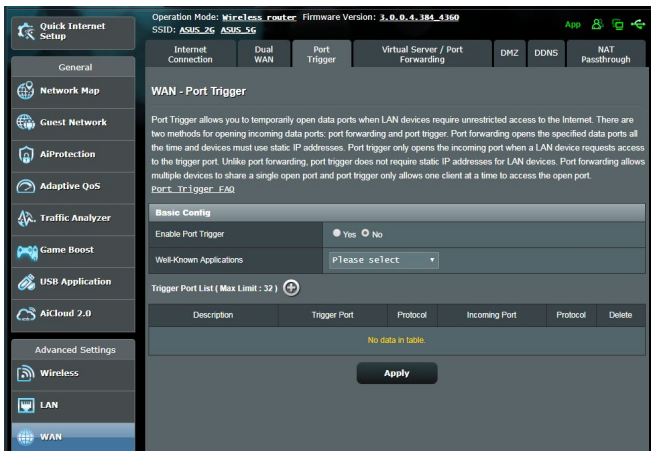 Quick Internet
Setup
General
Network Map
Guest Network
AiProtection
Adaptive QoS
Traffic Analyzer
Game Boost
USB Application
AiCloud 2.0
Advanced Settings
Wireless
LAN
WAN
Operation Mode: Wireless router Firmware Version: 3.0.0.4.384_4360
SSID: ASUS_2G ASUS_5G
App
Internet
Connection
Dual
WAN
Port
Trigger
Virtual Server / Port
Forwarding
DMZ
DDNS
NAT
Passthrough
WAN - Port Trigger
Port Trigger allows you to temporarily open data ports when LAN devices require unrestricted access to the Internet. There are
two methods for opening incoming data ports: port forwarding and port trigger. Port forwarding opens the specified data ports all
the time and devices must use static IP addresses. Port trigger only opens the incoming port when a LAN device requests access
to the trigger port. Unlike port forwarding, port trigger does not require static IP addresses for LAN devices. Port forwarding allows
multiple devices to share a single open port and port trigger only allows one client at a time to access the open port.
Port Trigger FAQ
Basic Config
Enable Port Trigger Yes No
Well-Known Applications Please select
Trigger Port List ( Max Limit : 32 )
Description Trigger Port Protocol Incoming Port Protocol Delete
No data in table.
Apply